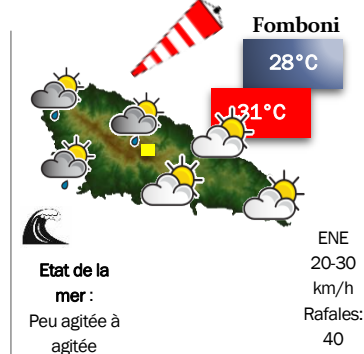 Fomboni
28°C
31°C
ENE
20-30
km/h
Rafales:
40
Etat de la
mer :
Peu agitée à
agitée